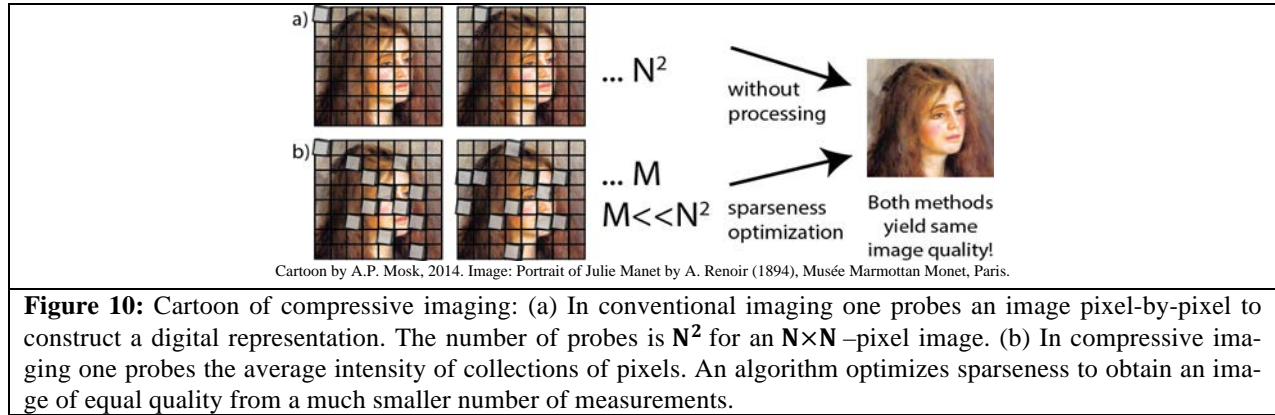 a)
... N²
without
processing
b)
... M
M<<N²
sparseness
optimization
Both methods
yield same
image quality!
Cartoon by A.P. Mosk, 2014. Image: Portrait of Julie Manet by A. Renoir (1894), Musée Marmottan Monet, Paris.
Figure 10: Cartoon of compressive imaging: (a) In conventional imaging one probes an image pixel-by-pixel to
construct a digital representation. The number of probes is N² for an N×N –pixel image. (b) In compressive ima-
ging one probes the average intensity of collections of pixels. An algorithm optimizes sparseness to obtain an im-
age of equal quality from a much smaller number of measurements.